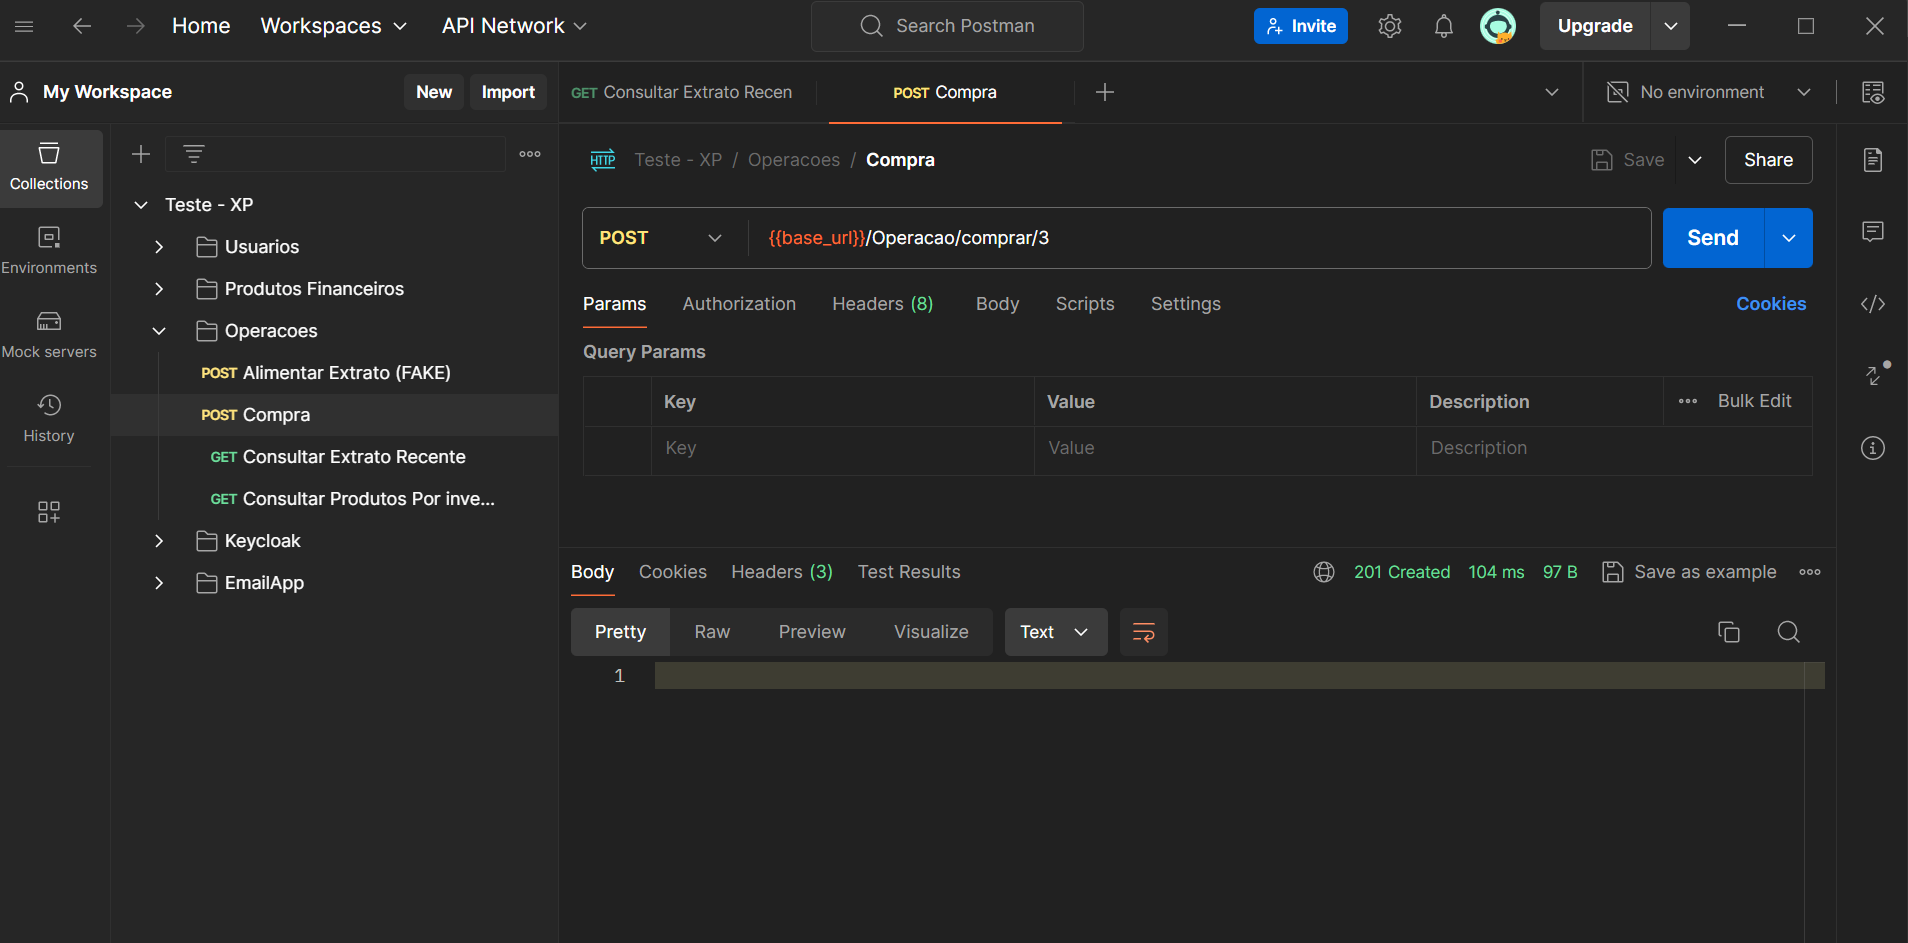 Home Workspaces API Network Search Postman Invite Upgrade
My Workspace New Import GET Consultar Extrato Recen POST Compra No environment
Collections
Environments
Mock servers
History
Teste - XP
Usuarios
Produtos Financeiros
Operacoes
POST Alimentar Extrato (FAKE)
POST Compra
GET Consultar Extrato Recente
GET Consultar Produtos Por inve...
Keycloak
EmailApp
HTTP Teste - XP / Operacoes / Compra Save Share
POST {{base_url}}/Operacao/comprar/3 Send
Params Authorization Headers (8) Body Scripts Settings Cookies
Query Params
Key Value Description Bulk Edit
Key Value Description
Body Cookies Headers (3) Test Results 201 Created 104 ms 97 B Save as example
Pretty Raw Preview Visualize Text
1